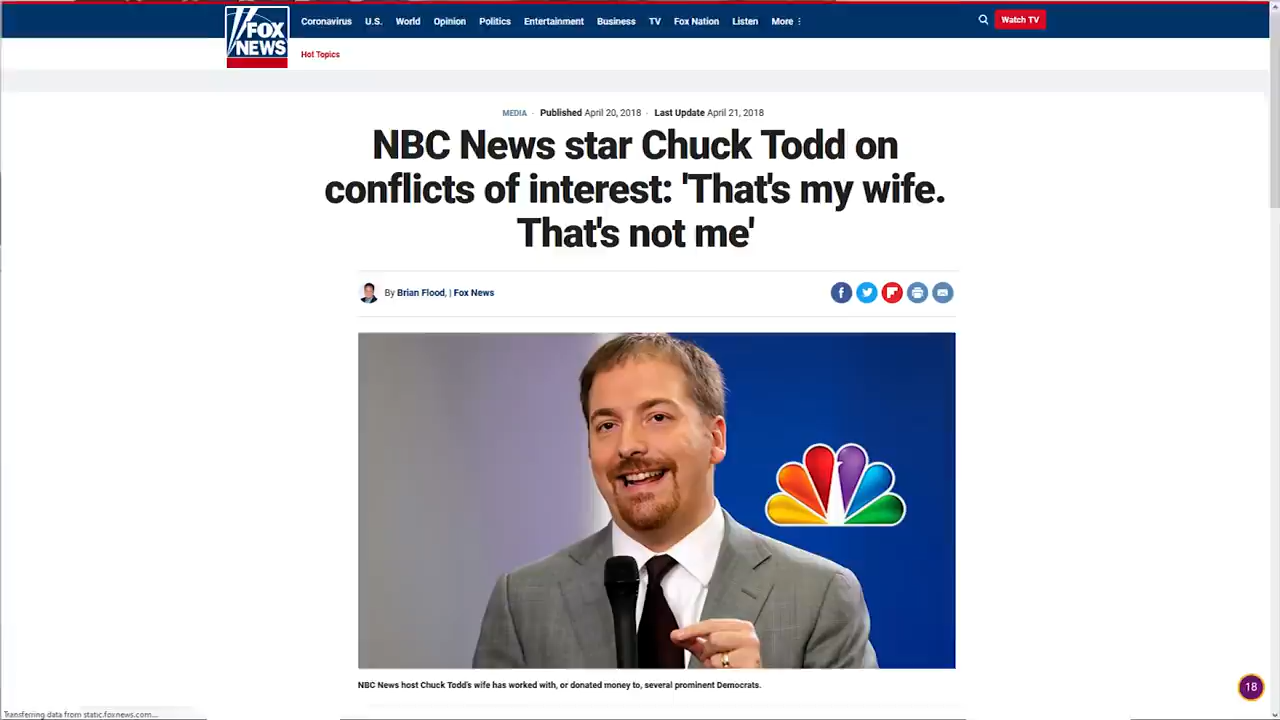 Coronavirus U.S. World Opinion Politics Entertainment Business TV Fox Nation Listen More
Watch TV
FOX
NEWS
Hot Topics
MEDIA · Published April 20, 2018 · Last Update April 21, 2018
NBC News star Chuck Todd on
conflicts of interest: 'That's my wife.
That's not me'
By Brian Flood, | Fox News
NBC News host Chuck Todd's wife has worked with, or donated money to, several prominent Democrats.
18
Transferring data from static.foxnews.com...